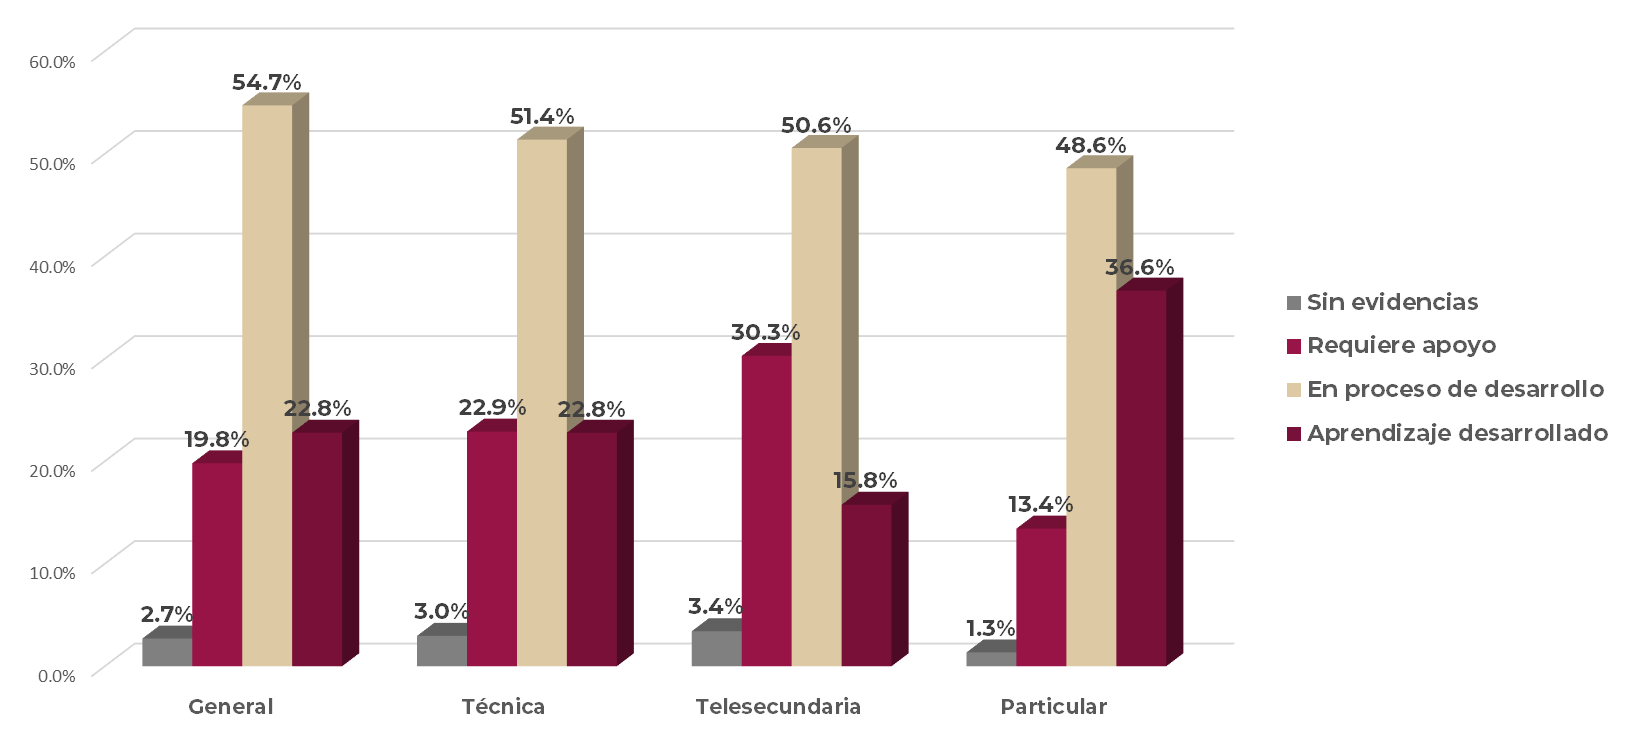 60.0%
50.0%
40.0%
30.0%
20.0%
10.0%
0.0%
2.7%
19.8%
54.7%
22.8%
3.0%
22.9%
51.4%
22.8%
3.4%
30.3%
50.6%
15.8%
1.3%
13.4%
48.6%
36.6%
General
Técnica
Telesecundaria
Particular
Sin evidencias
Requiere apoyo
En proceso de desarrollo
Aprendizaje desarrollado